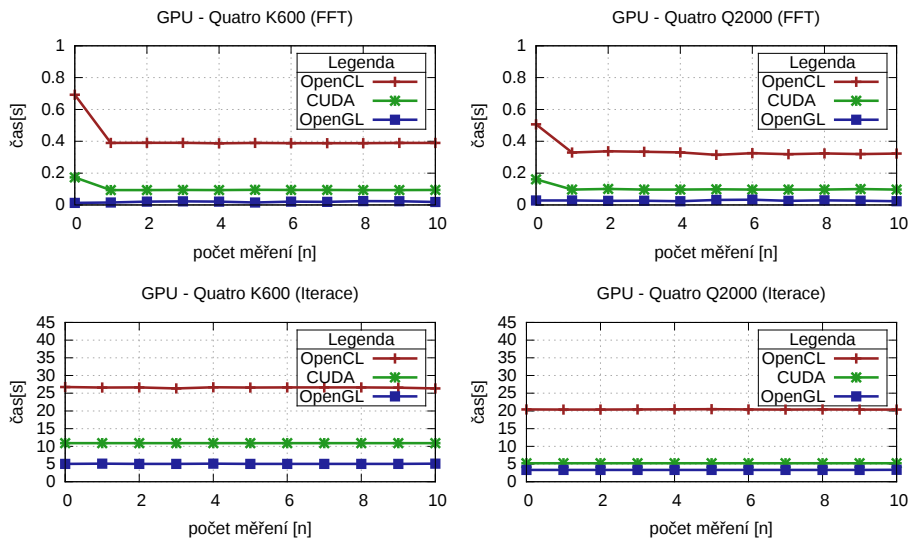 GPU - Quatro K600 (FFT)
čas[s]
1
0.8
0.6
0.4
0.2
0
Legenda
OpenCL
CUDA
OpenGL
0 2 4 6 8 10
počet měření [n]
GPU - Quatro Q2000 (FFT)
čas[s]
1
0.8
0.6
0.4
0.2
0
Legenda
OpenCL
CUDA
OpenGL
0 2 4 6 8 10
počet měření [n]
GPU - Quatro K600 (Iterace)
čas[s]
45
40
35
30
25
20
15
10
5
0
Legenda
OpenCL
CUDA
OpenGL
0 2 4 6 8 10
počet měření [n]
GPU - Quatro Q2000 (Iterace)
čas[s]
45
40
35
30
25
20
15
10
5
0
Legenda
OpenCL
CUDA
OpenGL
0 2 4 6 8 10
počet měření [n]